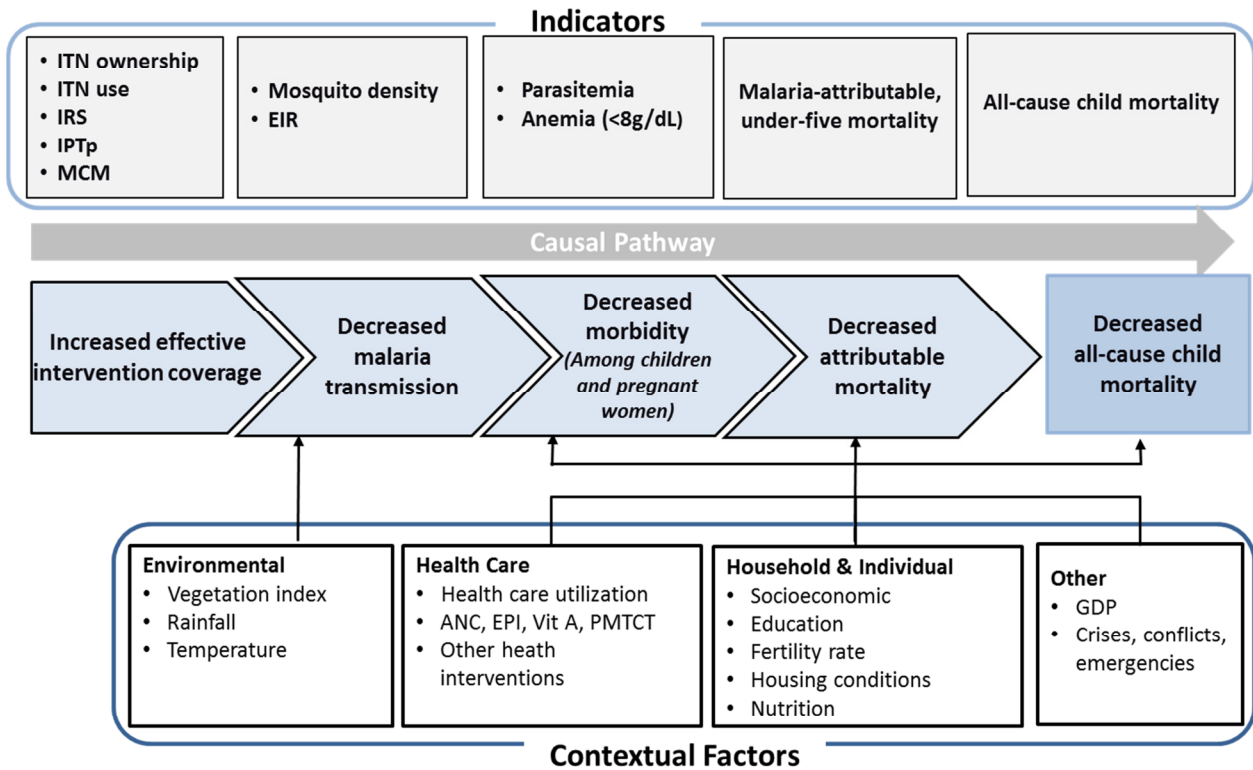 Indicators
• ITN ownership
• ITN use
• IRS
• IPTp
• MCM
• Mosquito density
• EIR
• Parasitemia
• Anemia (<8g/dL)
Malaria-attributable,
under-five mortality
All-cause child mortality
Causal Pathway
Increased effective
intervention coverage
Decreased
malaria
transmission
Decreased
morbidity
(Among children
and pregnant
women)
Decreased
attributable
mortality
Decreased
all-cause child
mortality
Environmental
• Vegetation index
• Rainfall
• Temperature
Health Care
• Health care utilization
• ANC, EPI, Vit A, PMTCT
• Other heath
interventions
Household & Individual
• Socioeconomic
• Education
• Fertility rate
• Housing conditions
• Nutrition
Other
• GDP
• Crises, conflicts,
emergencies
Contextual Factors